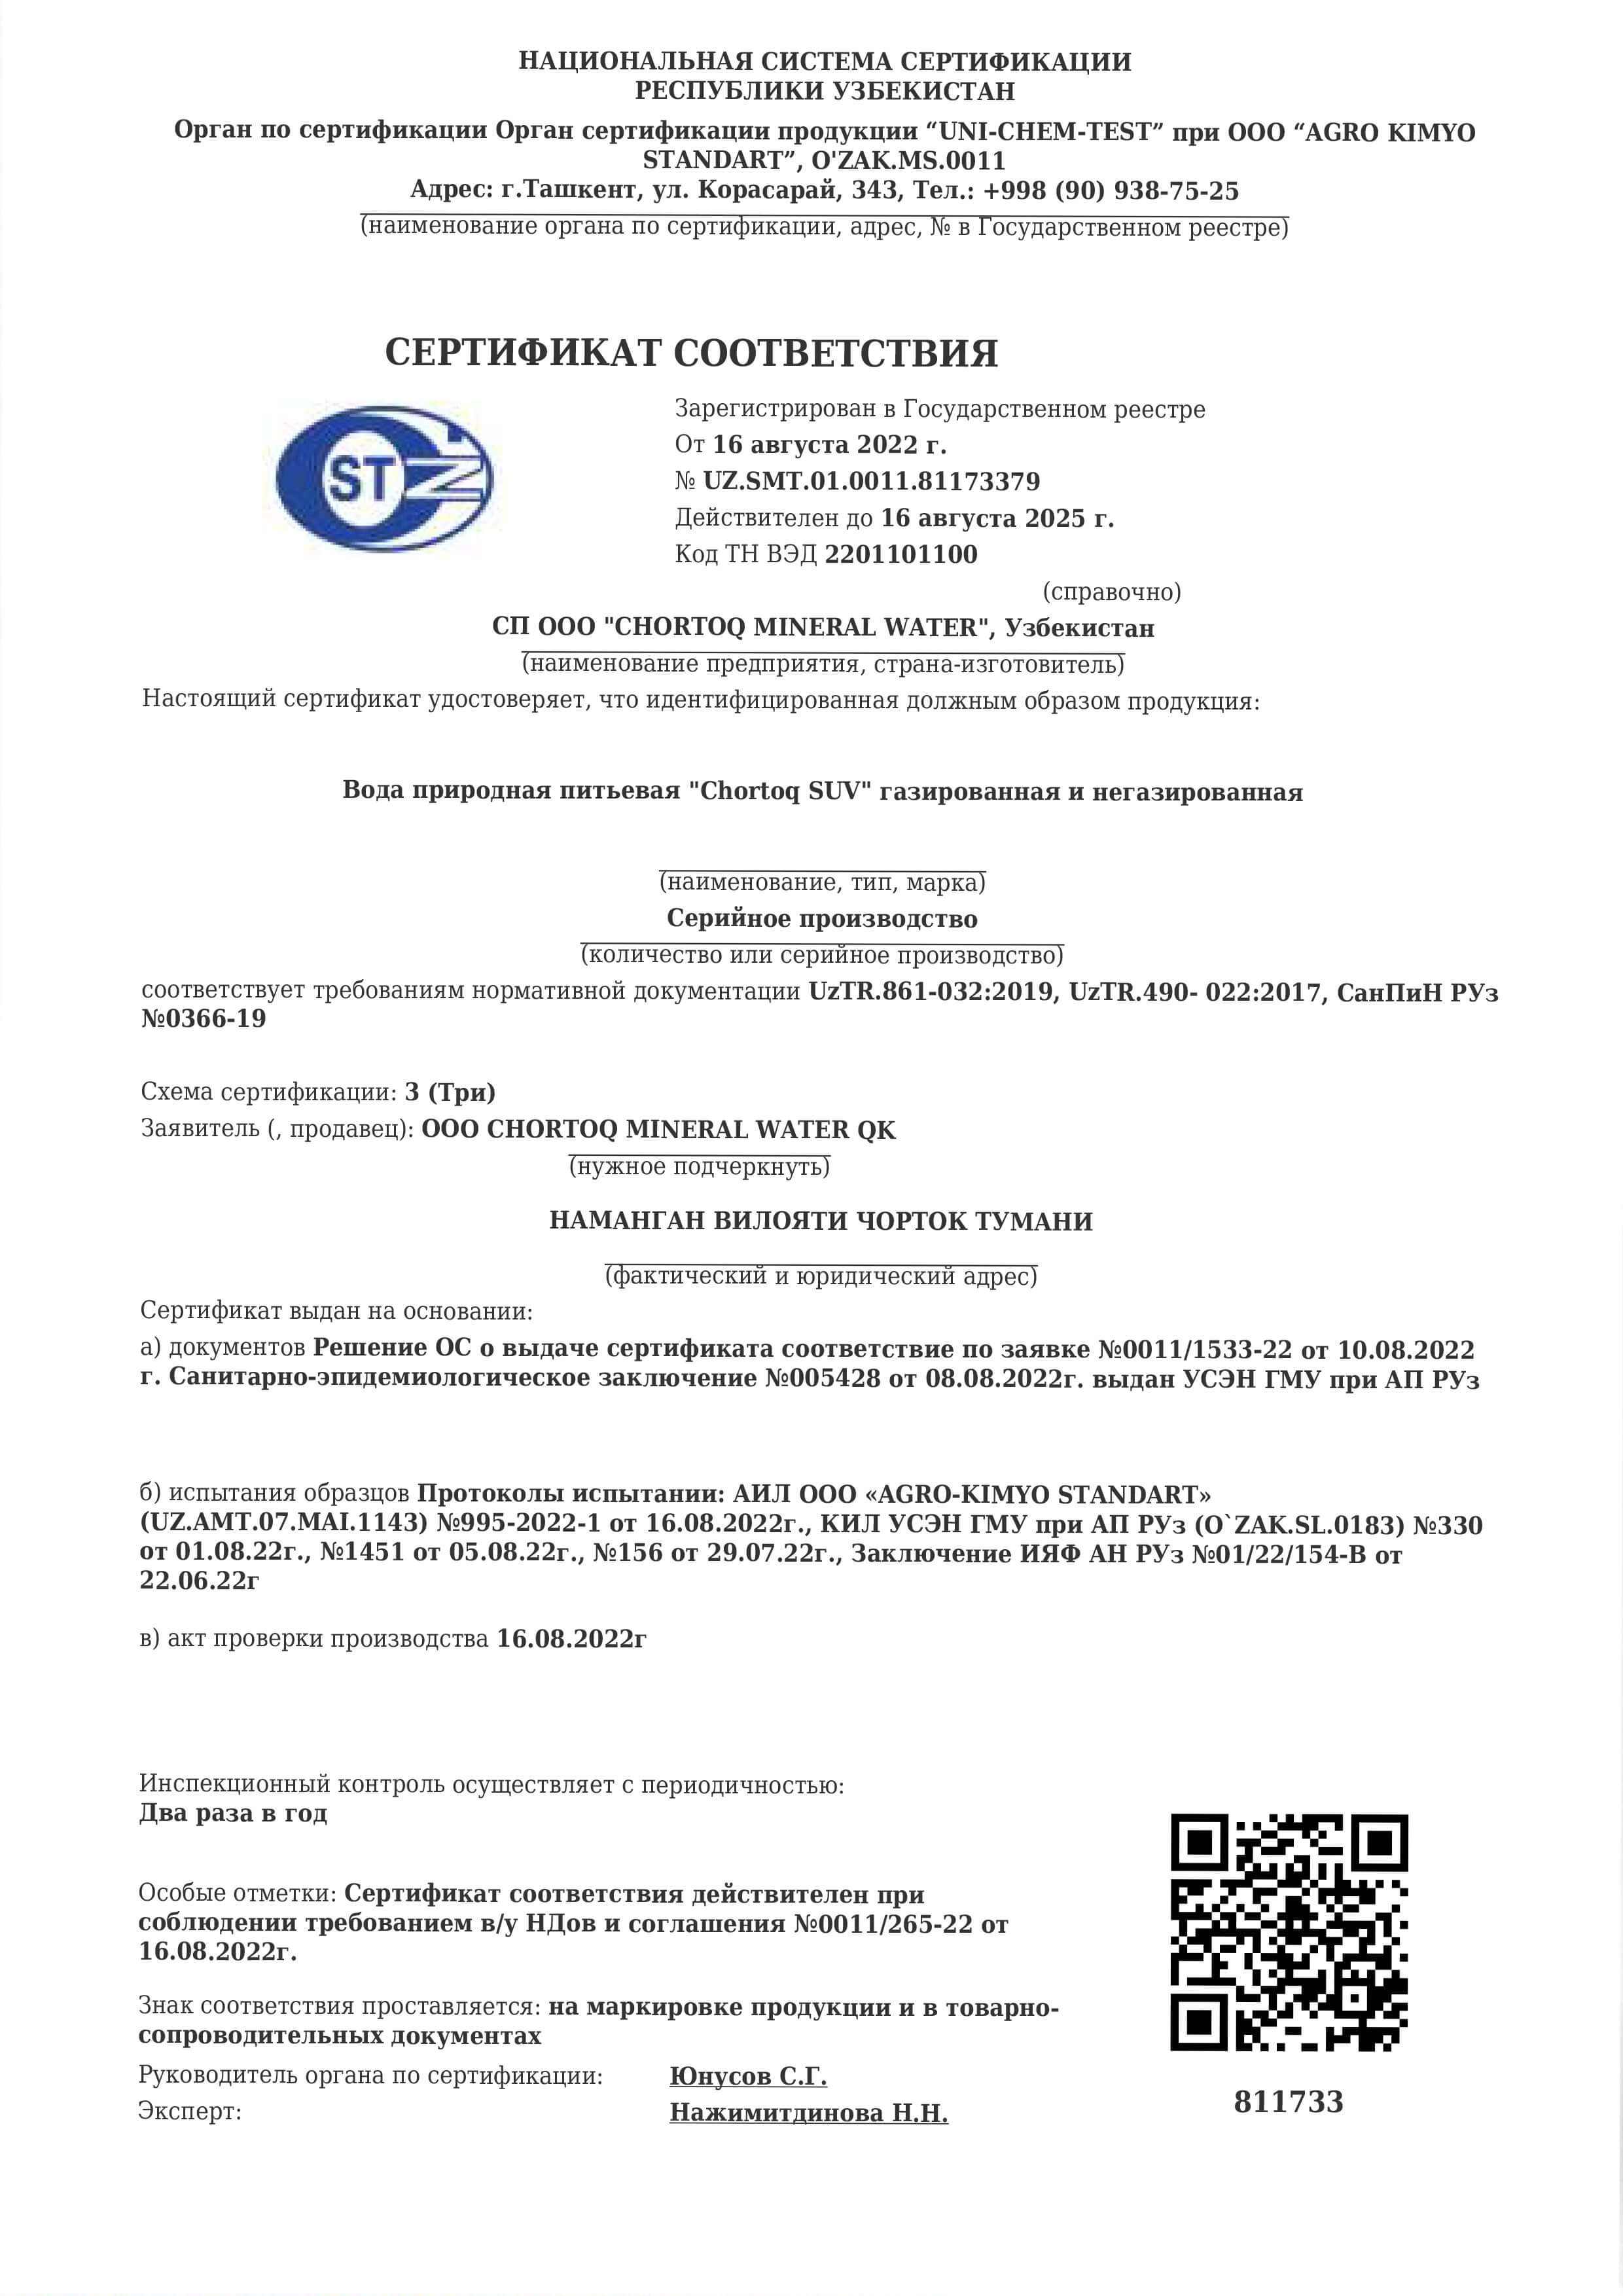 НАЦИОНАЛЬНАЯ СИСТЕМА СЕРТИФИКАЦИИ
РЕСПУБЛИКИ УЗБЕКИСТАН
Орган по сертификации Орган сертификации продукции “UNI-CHEM-TEST” при ООО “AGRO KIMYO
STANDART”, O'ZAK.MS.0011
Адрес: г.Ташкент, ул. Корасарай, 343, Тел.: +998 (90) 938-75-25
(наименование органа по сертификации, адрес, № в Государственном реестре)
СЕРТИФИКАТ СООТВЕТСТВИЯ
ST
Зарегистрирован в Государственном реестре
От 16 августа 2022 г.
№ UZ.SMT.01.0011.81173379
Действителен до 16 августа 2025 г.
Код ТН ВЭД 2201101100
(справочно)
СП ООО "CHORTOQ MINERAL WATER", Узбекистан
(наименование предприятия, страна-изготовитель)
Настоящий сертификат удостоверяет, что идентифицированная должным образом продукция:
Вода природная питьевая "Chortoq SUV" газированная и негазированная
(наименование, тип, марка)
Серийное производство
(количество или серийное производство)
соответствует требованиям нормативной документации UzTR.861-032:2019, UzTR.490- 022:2017, СанПиН РУз
№0366-19
Схема сертификации: 3 (Три)
Заявитель (, продавец): ООО CHORTOQ MINERAL WATER QK
(нужное подчеркнуть)
НАМАНГАН ВИЛОЯТИ ЧОРТОК ТУМАНИ
(фактический и юридический адрес)
Сертификат выдан на основании:
а) документов Решение ОС о выдаче сертификата соответствие по заявке №0011/1533-22 от 10.08.2022
г. Санитарно-эпидемиологическое заключение №005428 от 08.08.2022г. выдан УСЭН ГМУ при АП РУз
б) испытания образцов Протоколы испытании: АИЛ ООО «AGRO-KIMYO STANDART»
(UZ.AMT.07.MAI.1143) №995-2022-1 от 16.08.2022г., КИЛ УСЭН ГМУ при АП РУз (O`ZAK.SL.0183) №330
от 01.08.22г., №1451 от 05.08.22г., №156 от 29.07.22г., Заключение ИЯФ АН РУз №01/22/154-В от
22.06.22г
в) акт проверки производства 16.08.2022г
Инспекционный контроль осуществляет с периодичностью:
Два раза в год
Особые отметки: Сертификат соответствия действителен при
соблюдении требованием в/у НДов и соглашения №0011/265-22 от
16.08.2022г.
Знак соответствия проставляется: на маркировке продукции и в товарно-
сопроводительных документах
Руководитель органа по сертификации: Юнусов С.Г.
Эксперт: Нажимитдинова Н.Н.
811733